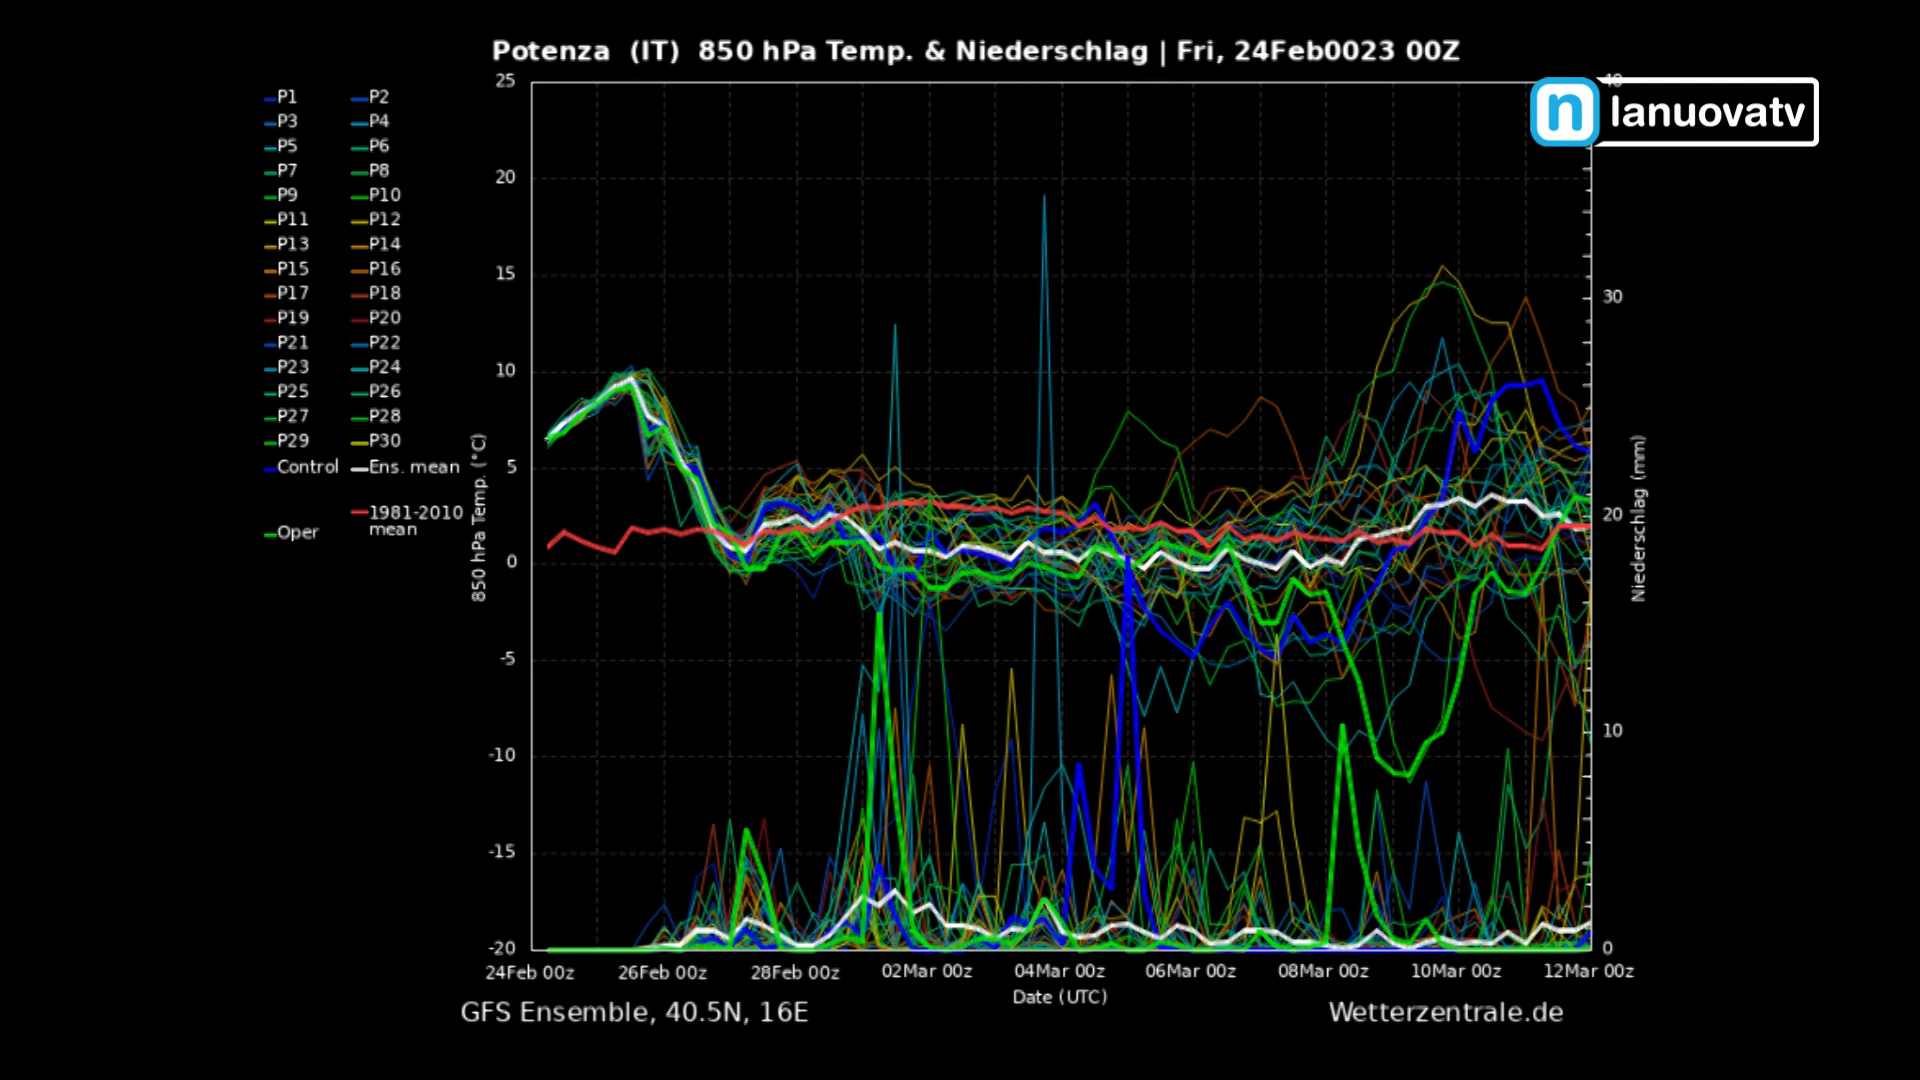 Potenza (IT) 850 hPa Temp. & Niederschlag | Fri, 24Feb0023 00Z
lanuovatv
P1 P2
P3 P4
P5 P6
P7 P8
P9 P10
P11 P12
P13 P14
P15 P16
P17 P18
P19 P20
P21 P22
P23 P24
P25 P26
P27 P28
P29 P30
Control Ens. mean
Oper 1981-2010
mean
850 hPa Temp. (°C)
25
20
15
10
5
0
-5
-10
-15
-20
40
30
20
10
0
Niederschlag (mm)
24Feb 00z 26Feb 00z 28Feb 00z 02Mar 00z 04Mar 00z 06Mar 00z 08Mar 00z 10Mar 00z 12Mar 00z
Date (UTC)
GFS Ensemble, 40.5N, 16E
Wetterzentrale.de